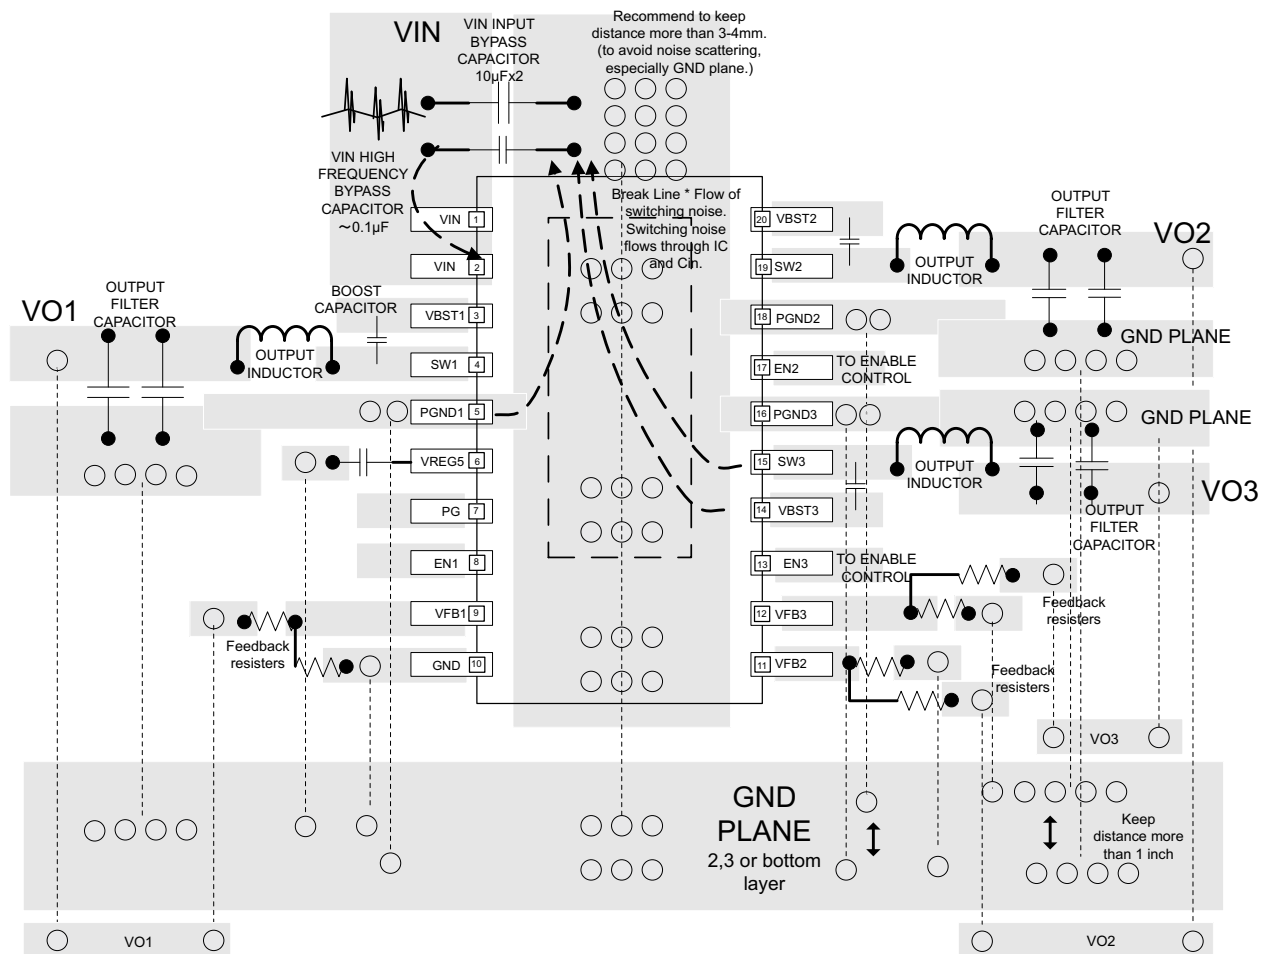 VIN
VIN INPUT
BYPASS
CAPACITOR
10µFx2
Recommend to keep
distance more than 3-4mm.
(to avoid noise scattering,
especially GND plane.)
VIN HIGH
FREQUENCY
BYPASS
CAPACITOR
～0.1µF
Break Line * Flow of
switching noise.
Switching noise
flows through IC
and Cin.
VIN 1
VIN 2
VBST1 3
SW1 4
PGND1 5
VREG5 6
PG 7
EN1 8
VFB1 9
GND 10
20 VBST2
19 SW2
18 PGND2
17 EN2
16 PGND3
15 SW3
14 VBST3
13 EN3
12 VFB3
11 VFB2
VO1
OUTPUT
FILTER
CAPACITOR
BOOST
CAPACITOR
OUTPUT
INDUCTOR
OUTPUT
INDUCTOR
OUTPUT
FILTER
CAPACITOR
VO2
GND PLANE
TO ENABLE
CONTROL
GND PLANE
OUTPUT
INDUCTOR
VO3
OUTPUT
FILTER
CAPACITOR
TO ENABLE
CONTROL
Feedback
resisters
Feedback
resisters
Feedback
resisters
VO3
GND
PLANE
2,3 or bottom
layer
Keep
distance more
than 1 inch
VO1
VO2